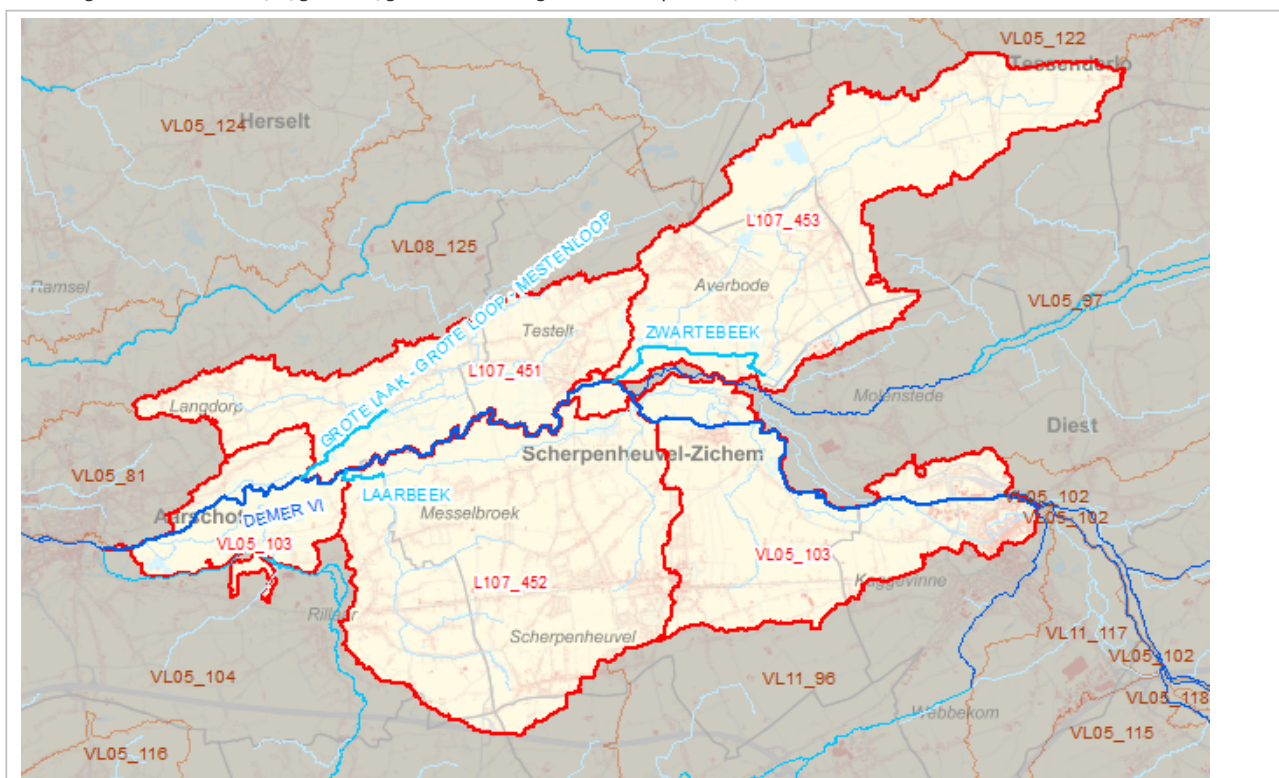 VL05_122
Tessenderlo
VL05_124
Herselt
L107_453
VL08_125
Ramsel
Averbode
VL05_97
GROTE LAAK - GROTE LOOP - MESTENLOOP
Testelt
ZWARTEBEEK
L107_451
Langdorp
Molenstede
Diest
Scherpenheuvel-Zichem
VL05_81
LAARBEEK
VL05_102
DEMER VI
Messelbroek
VL05_102
VL05_103
VL05_103
L107_452
Kaggevinne
Rillaar
Scherpenheuvel
VL11_117
VL05_102
VL05_104
VL11_96
VL05_118
Webbekom
VL05_115
VL05_116